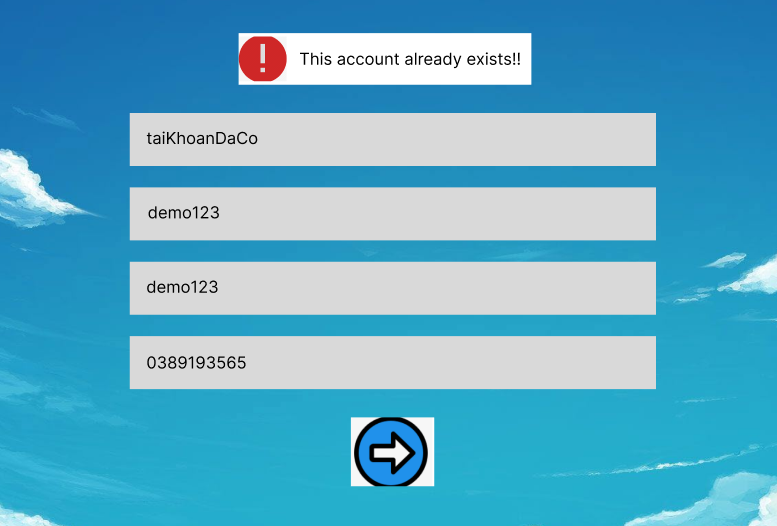 This account already exists!!
taiKhoanDaCo
demo123
demo123
0389193565